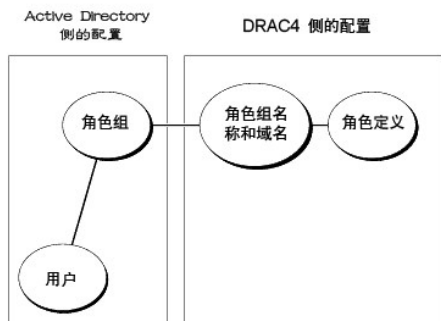 Active Directory
侧的配置
DRAC4 侧的配置
角色组
角色组名
称和域名
角色定义
用户